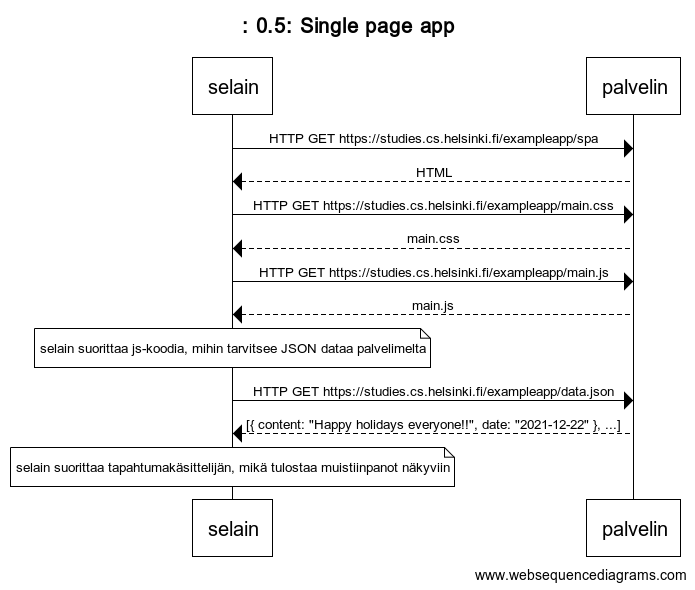 : 0.5: Single page app
selain
palvelin
HTTP GET https://studies.cs.helsinki.fi/exampleapp/spa
HTML
HTTP GET https://studies.cs.helsinki.fi/exampleapp/main.css
main.css
HTTP GET https://studies.cs.helsinki.fi/exampleapp/main.js
main.js
selain suorittaa js-koodia, mihin tarvitsee JSON dataa palvelimelta
HTTP GET https://studies.cs.helsinki.fi/exampleapp/data.json
[{ content: "Happy holidays everyone!!", date: "2021-12-22" }, ...]
selain suorittaa tapahtumakäsittelijän, mikä tulostaa muistiinpanot näkyviin
selain
palvelin
www.websequencediagrams.com